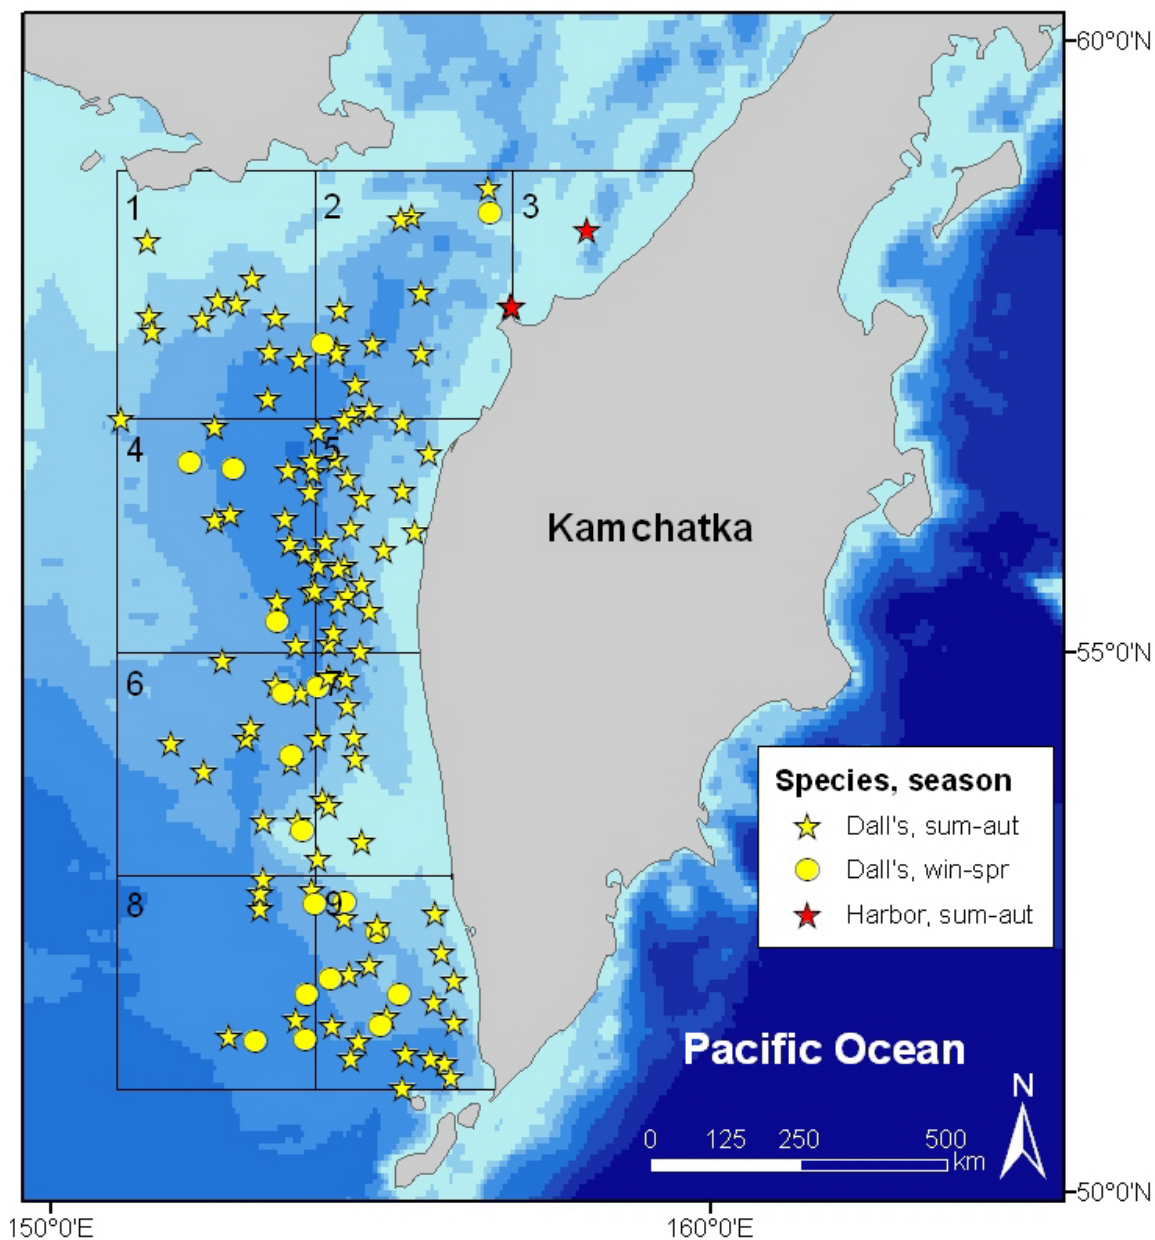 60°0'N
1
2
3
4
5
Kamchatka
55°0'N
6
7
Species, season
Dall's, sum-aut
Dall's, win-spr
Harbor, sum-aut
8
9
Pacific Ocean
N
0 125 250 500
km
50°0'N
150°0'E
160°0'E